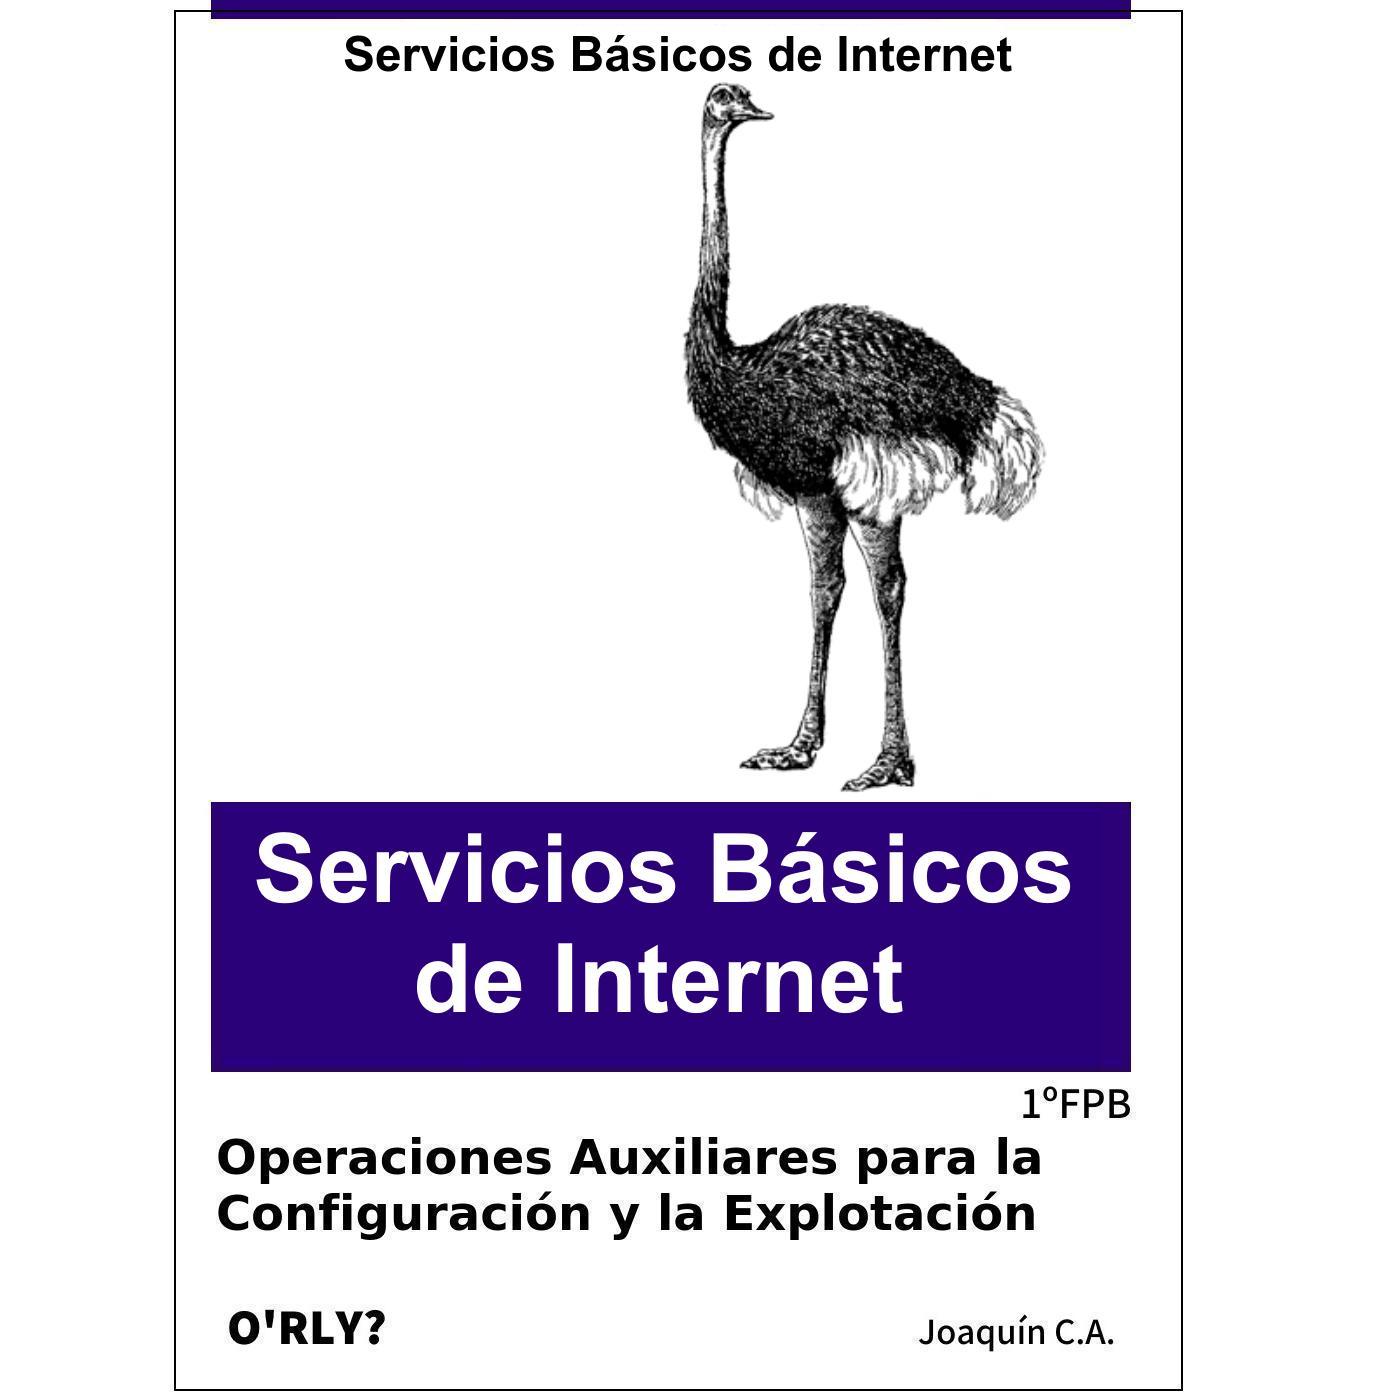 Servicios Básicos de Internet
Servicios Básicos
de Internet
1ºFPB
Operaciones Auxiliares para la
Configuración y la Explotación
O'RLY?
Joaquín C.A.